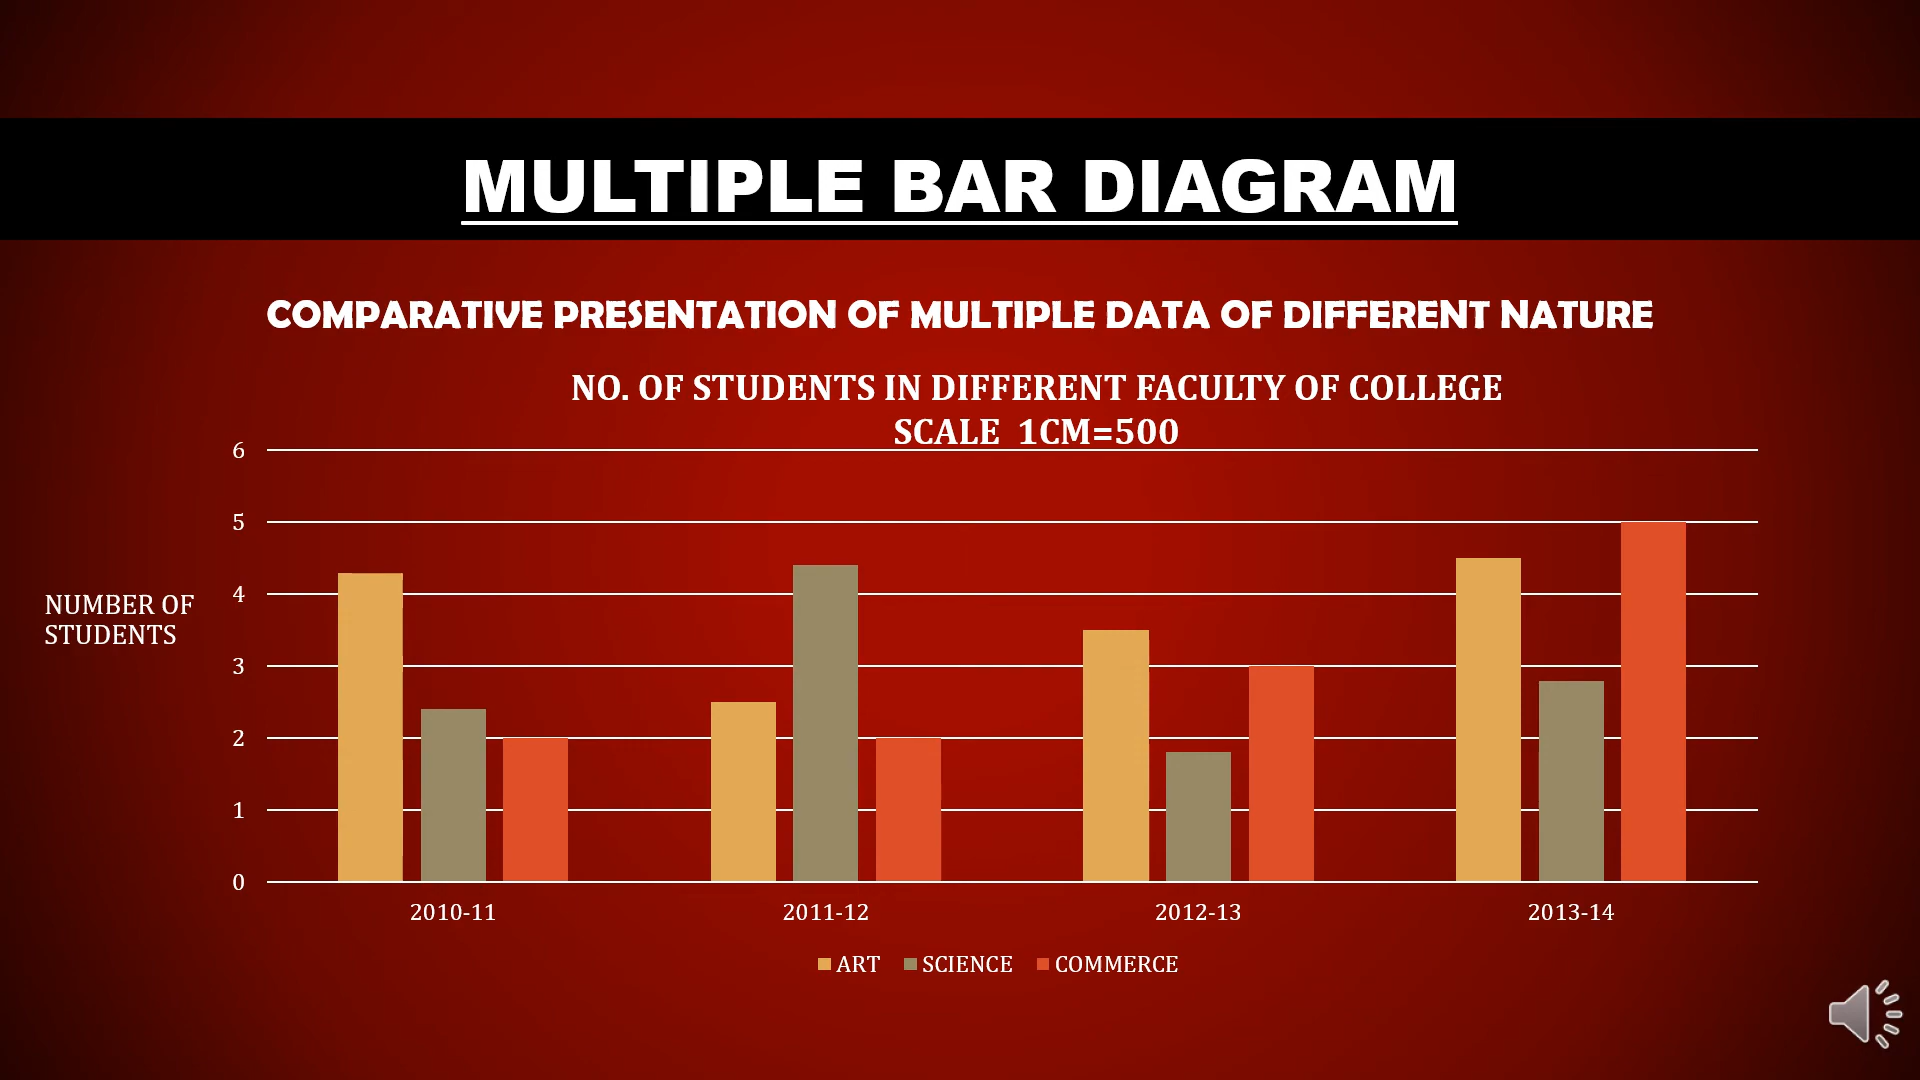 MULTIPLE BAR DIAGRAM
COMPARATIVE PRESENTATION OF MULTIPLE DATA OF DIFFERENT NATURE
NO. OF STUDENTS IN DIFFERENT FACULTY OF COLLEGE
SCALE 1CM=500
6
5
4
3
2
1
0
NUMBER OF
STUDENTS
2010-11 2011-12 2012-13 2013-14
ART SCIENCE COMMERCE